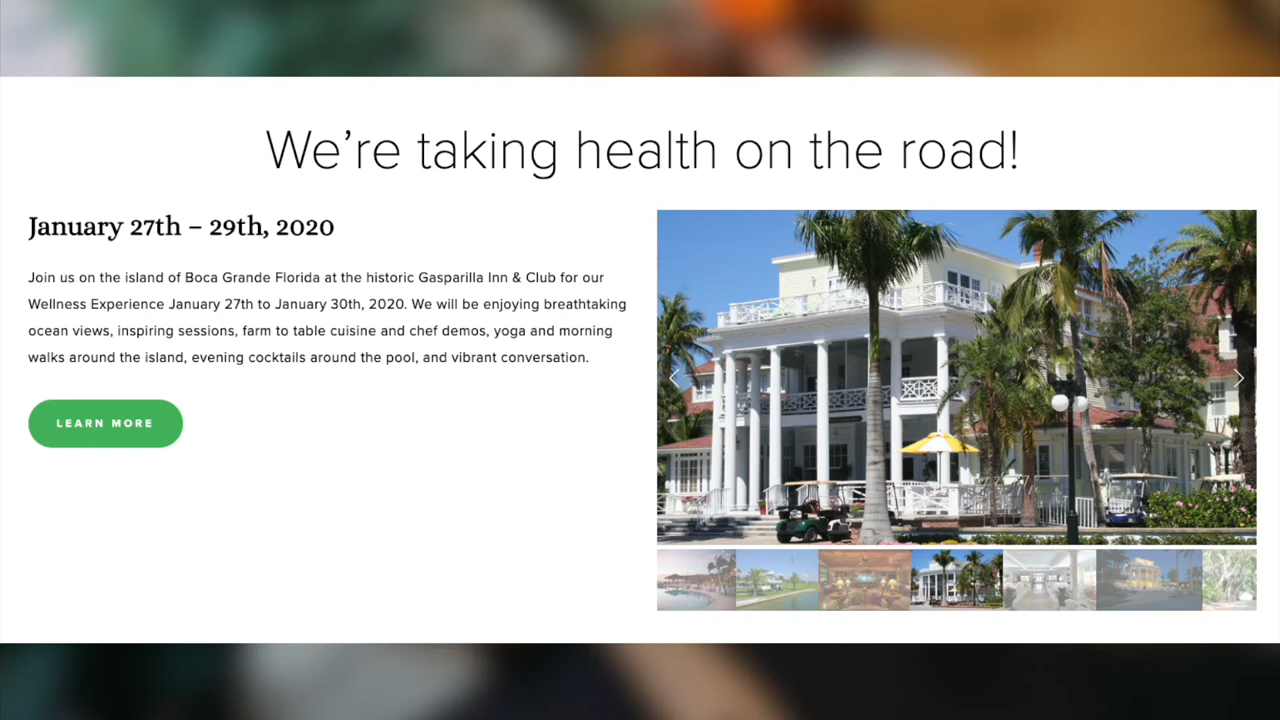 We’re taking health on the road!
January 27th – 29th, 2020
Join us on the island of Boca Grande Florida at the historic Gasparilla Inn & Club for our
Wellness Experience January 27th to January 30th, 2020. We will be enjoying breathtaking
ocean views, inspiring sessions, farm to table cuisine and chef demos, yoga and morning
walks around the island, evening cocktails around the pool, and vibrant conversation.
LEARN MORE